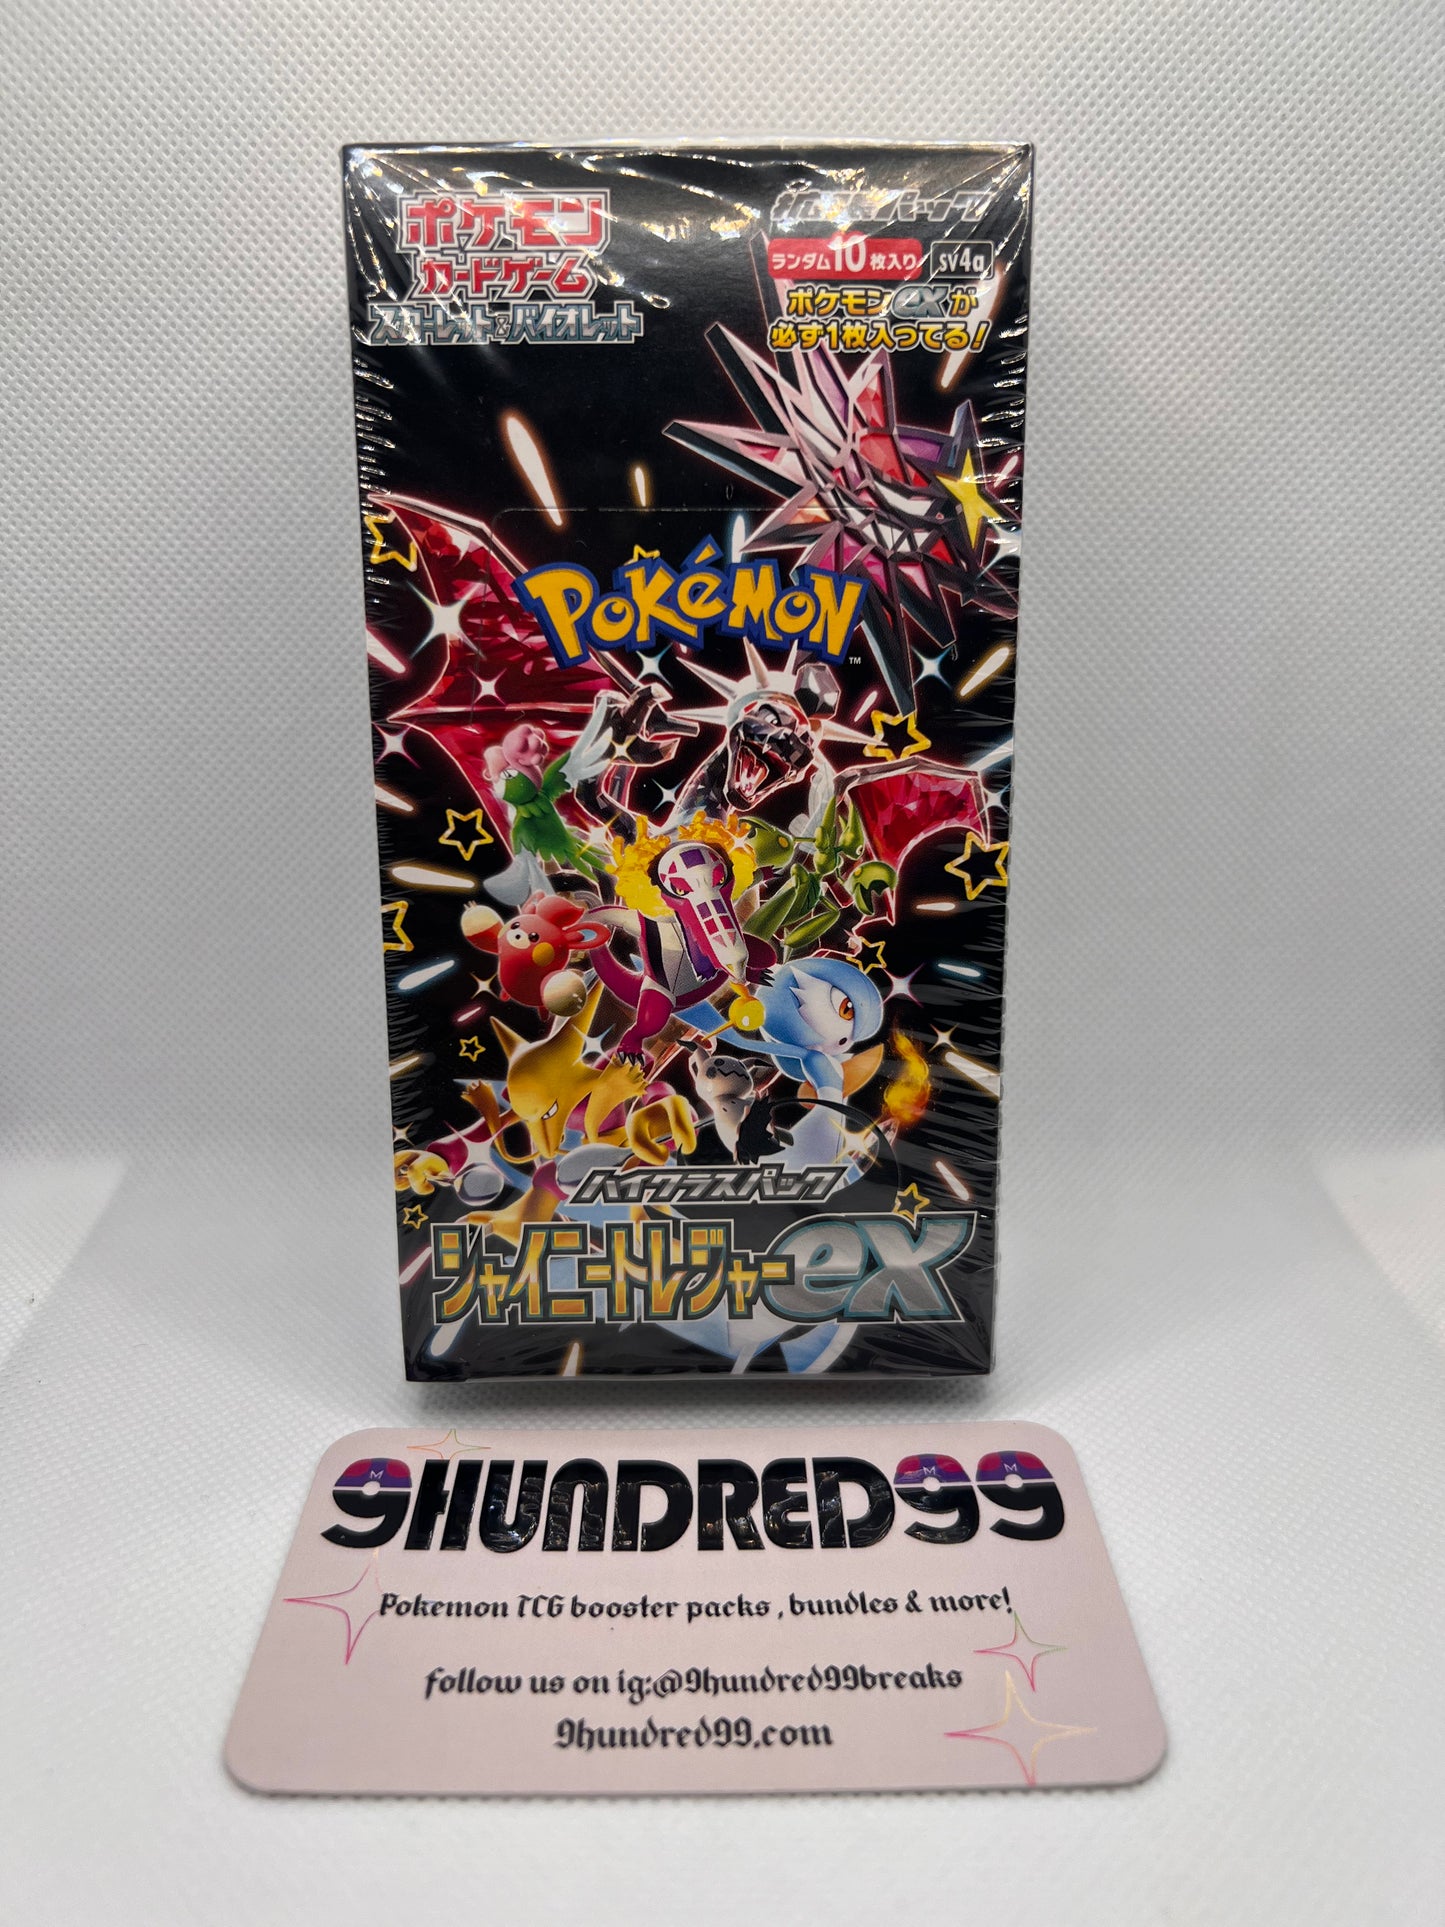 ポケモン
カードゲーム
スカーレット&バイオレット
拡張パック
ランダム10枚入り sv4a
ポケモンexが
必ず1枚入ってる!
POKéMON
TM
ハイクラスパック
シャイニートレジャーex
9HUNDRED99
Pokemon TCG booster packs , bundles & more!
follow us on ig:@9hundred99breaks
9hundred99.com